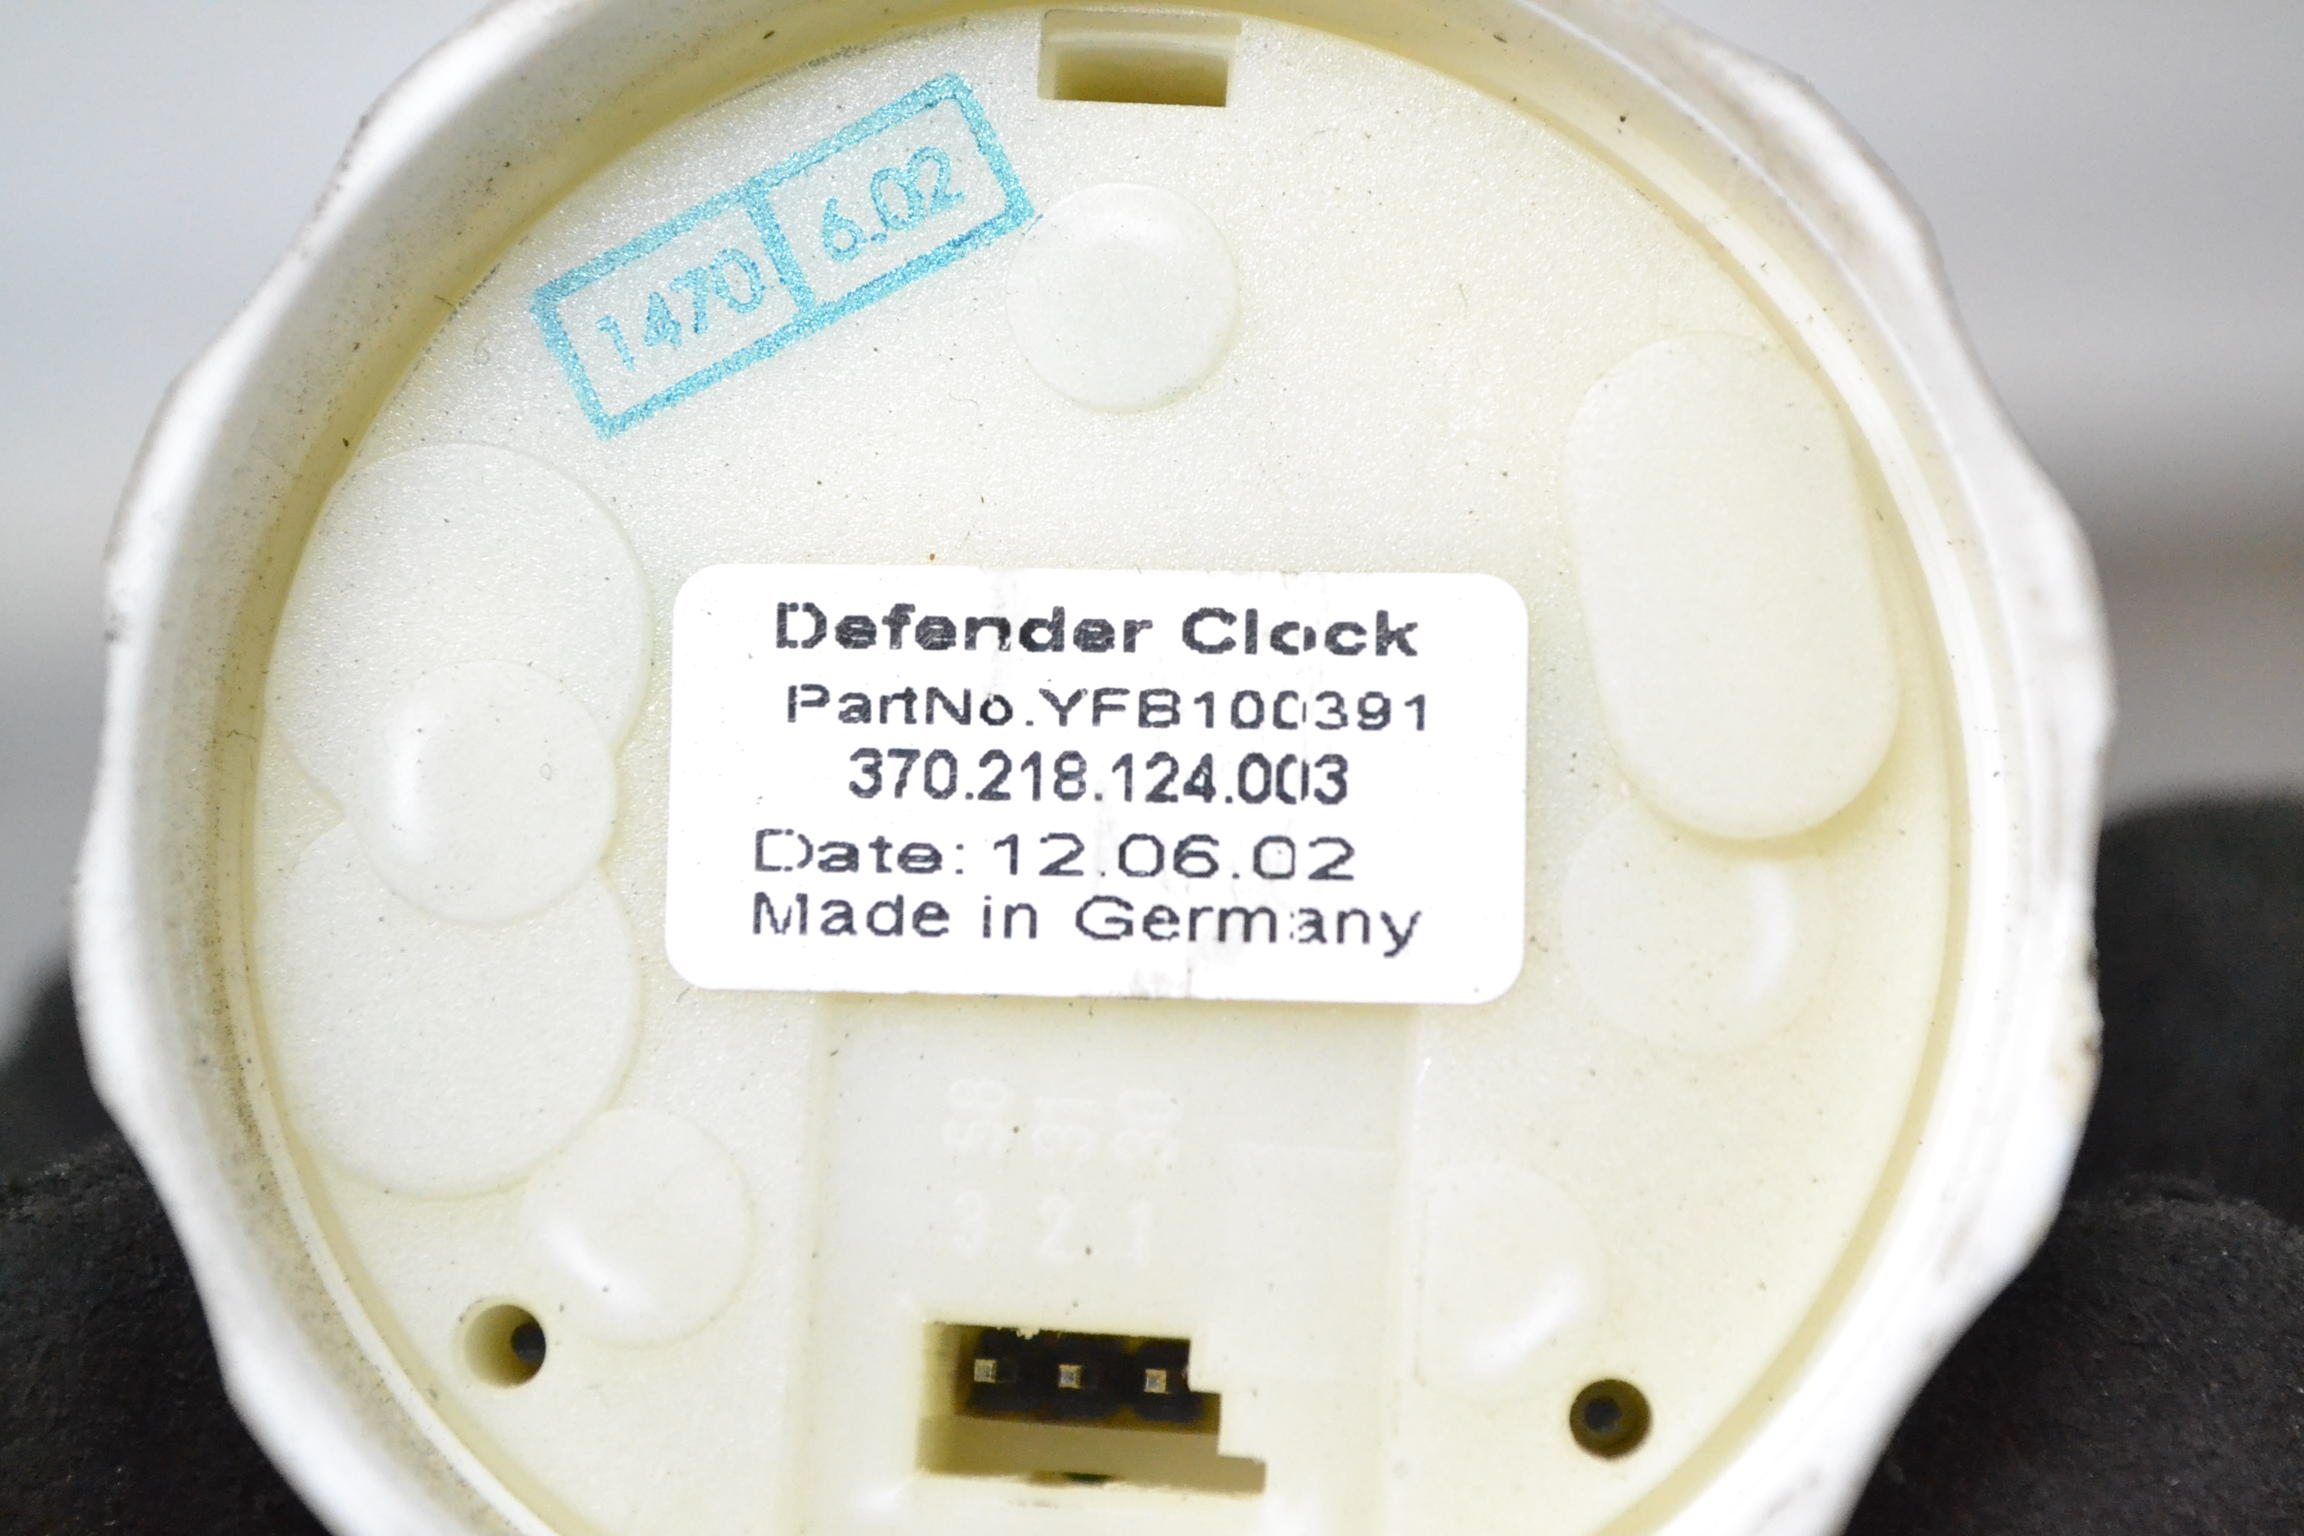 1470 6.02
Defender Clock
PartNo.YFB100391
370.218.124.003
Date: 12.06.02
Made in Germany
58 31 30
3 2 1